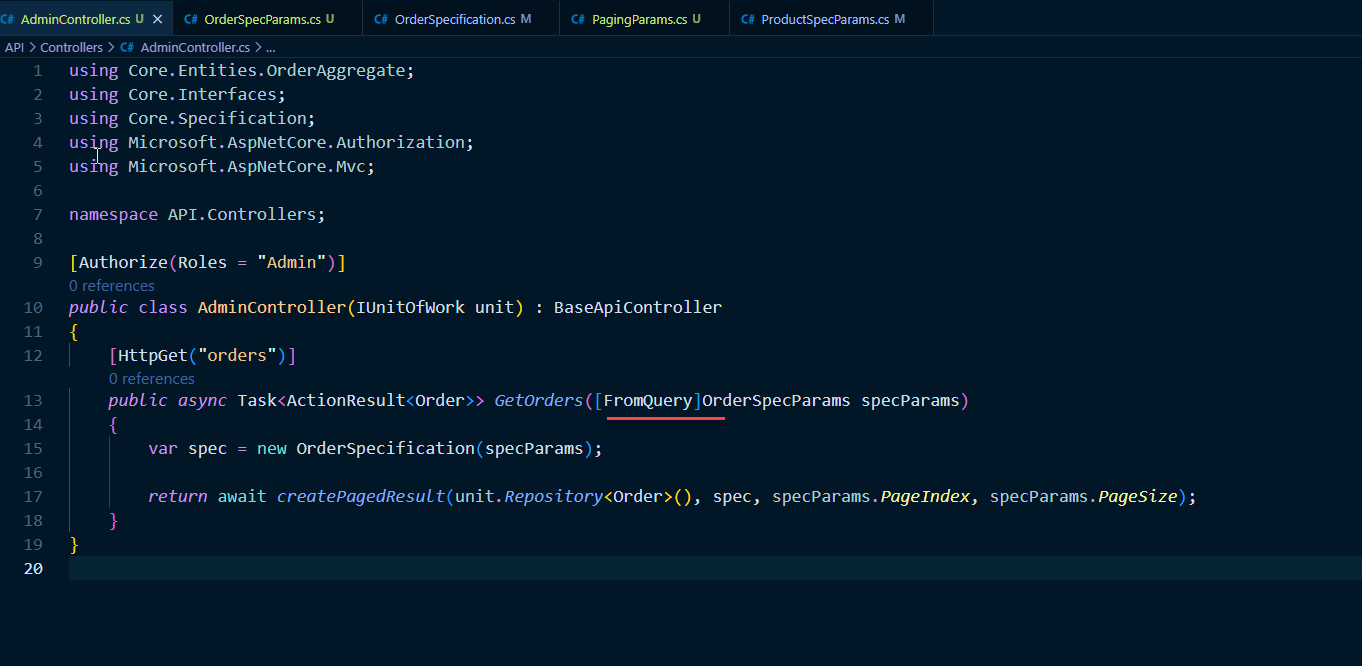 C# AdminController.cs U × C# OrderSpecParams.cs U C# OrderSpecification.cs M C# PagingParams.cs U C# ProductSpecParams.cs M
API > Controllers > C# AdminController.cs > ...
1 using Core.Entities.OrderAggregate;
2 using Core.Interfaces;
3 using Core.Specification;
4 using Microsoft.AspNetCore.Authorization;
5 using Microsoft.AspNetCore.Mvc;
6
7 namespace API.Controllers;
8
9 [Authorize(Roles = "Admin")]
0 references
10 public class AdminController(IUnitOfWork unit) : BaseApiController
11 {
12 [HttpGet("orders")]
0 references
13 public async Task<ActionResult<Order>> GetOrders([FromQuery]OrderSpecParams specParams)
14 {
15 var spec = new OrderSpecification(specParams);
16
17 return await createPagedResult(unit.Repository<Order>(), spec, specParams.PageIndex, specParams.PageSize);
18 }
19 }
20